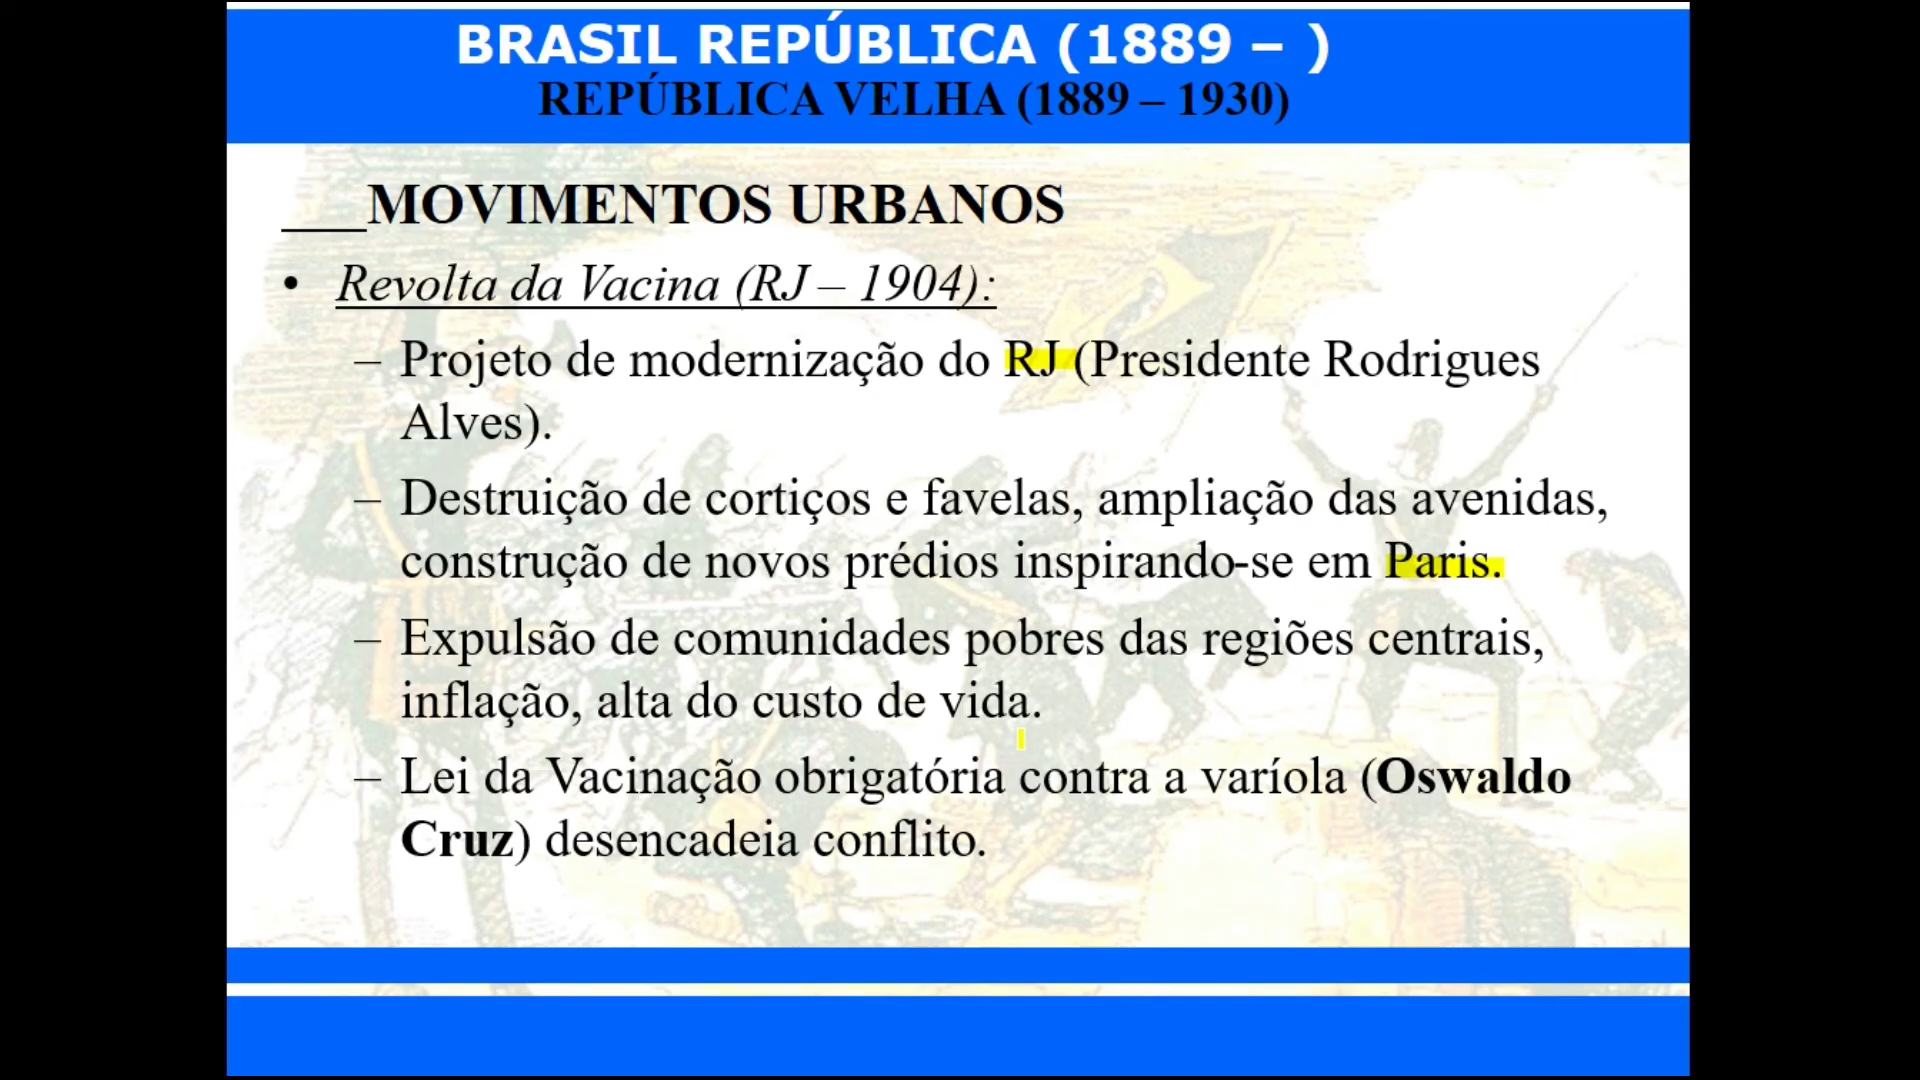 BRASIL REPÚBLICA (1889 – )
REPÚBLICA VELHA (1889 – 1930)
___MOVIMENTOS URBANOS
• Revolta da Vacina (RJ – 1904):
– Projeto de modernização do RJ (Presidente Rodrigues
Alves).
– Destruição de cortiços e favelas, ampliação das avenidas,
construção de novos prédios inspirando-se em Paris.
– Expulsão de comunidades pobres das regiões centrais,
inflação, alta do custo de vida.
– Lei da Vacinação obrigatória contra a varíola (Oswaldo
Cruz) desencadeia conflito.